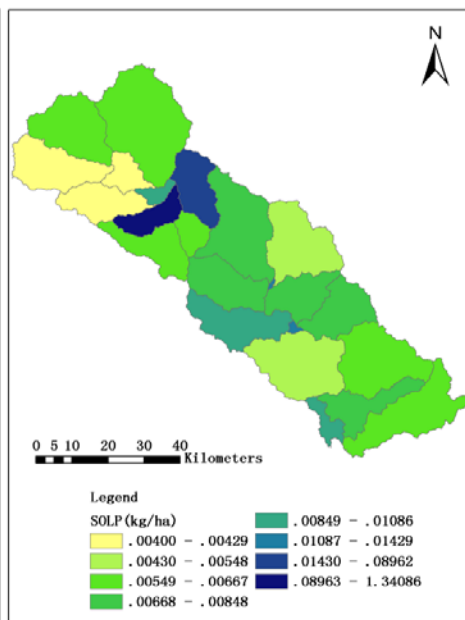 N
0 5 10 20 30 40
Kilometers
Legend
SOLP(kg/ha)
.00400 - .00429
.00430 - .00548
.00549 - .00667
.00668 - .00848
.00849 - .01086
.01087 - .01429
.01430 - .08962
.08963 - 1.34086